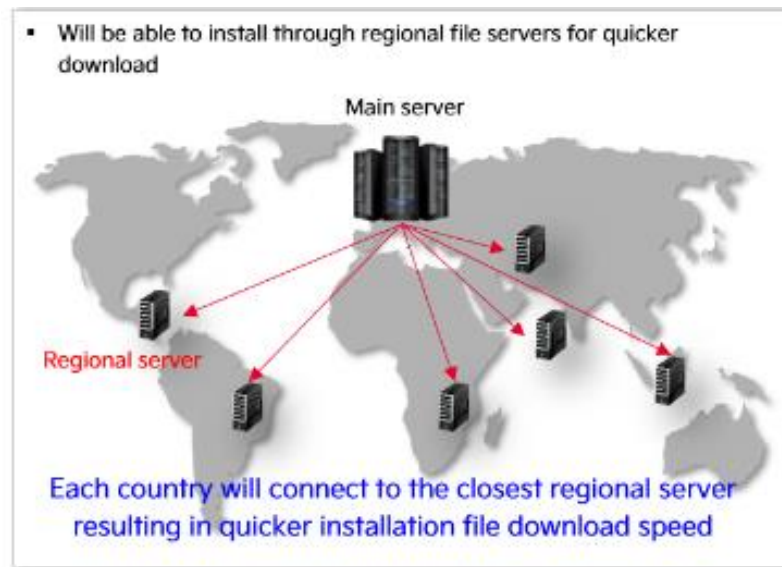 ▪ Will be able to install through regional file servers for quicker
download
Main server
Regional server
Each country will connect to the closest regional server
resulting in quicker installation file download speed